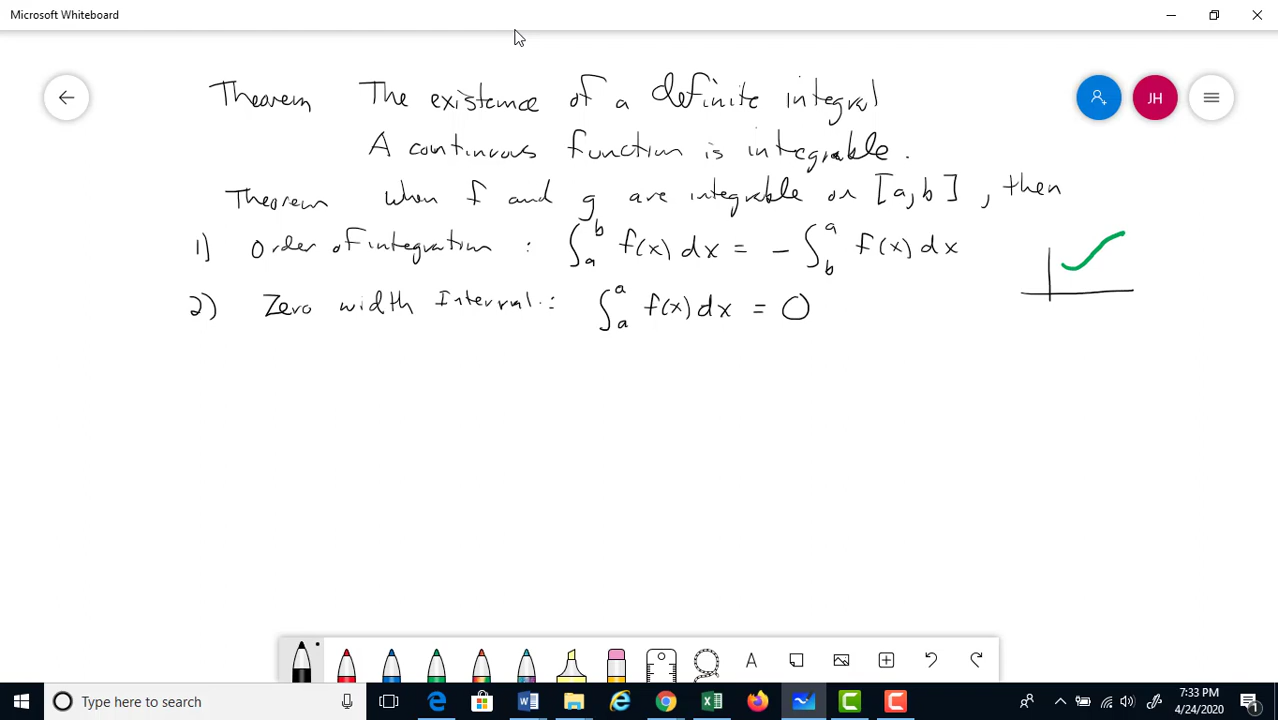 Microsoft Whiteboard
Theorem The existence of a definite integral
JH
A continuous function is integrable.
Theorem when f and g are integrable on [a,b], then
1) Order of integration : ∫_a^b f(x) dx = - ∫_b^a f(x) dx
2) Zero width Interval : ∫_a^a f(x) dx = 0
A
Type here to search
7:33 PM
4/24/2020
1